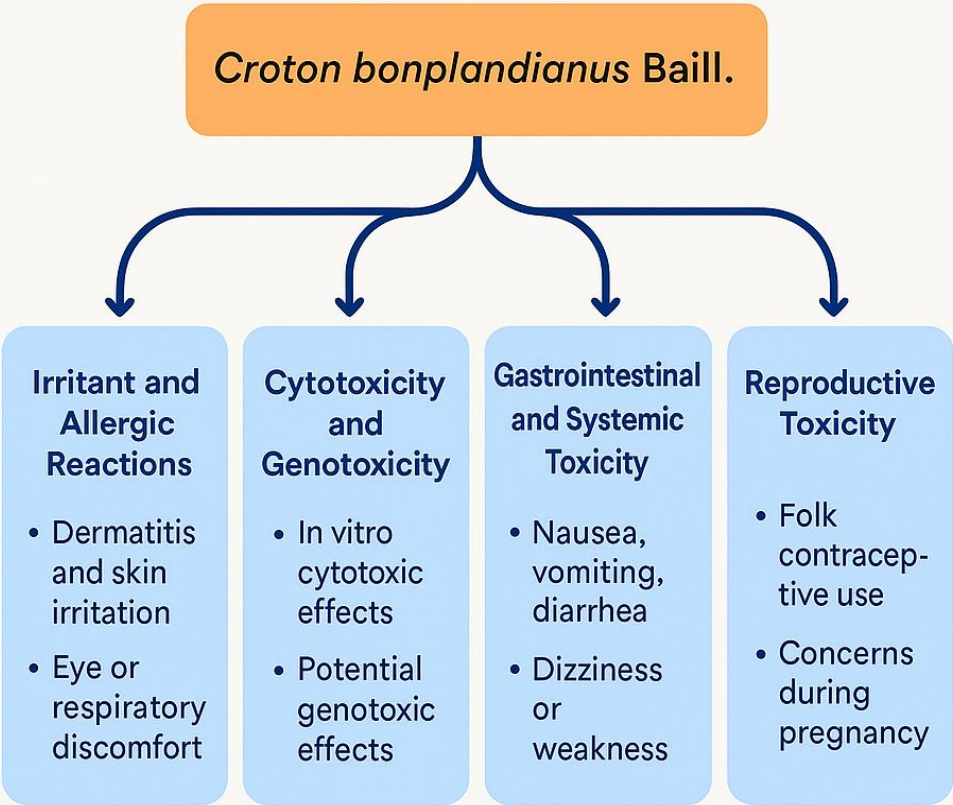 Croton bonplandianus Baill.
Irritant and
Allergic
Reactions
• Dermatitis
and skin
irritation
• Eye or
respiratory
discomfort
Cytotoxicity
and
Genotoxicity
• In vitro
cytotoxic
effects
• Potential
genotoxic
effects
Gastrointestinal
and Systemic
Toxicity
• Nausea,
vomiting,
diarrhea
• Dizziness
or
weakness
Reproductive
Toxicity
• Folk
contracep-
tive use
• Concerns
during
pregnancy